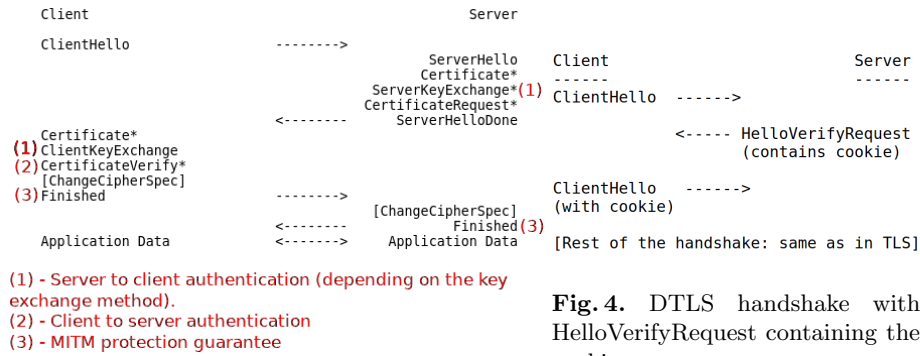 Client Server
ClientHello -------->
ServerHello
Certificate*
ServerKeyExchange*(1)
CertificateRequest*
<-------- ServerHelloDone
Certificate*
(1)ClientKeyExchange
(2)CertificateVerify*
[ChangeCipherSpec]
(3)Finished -------->
[ChangeCipherSpec]
<-------- Finished(3)
Application Data <-------> Application Data
(1) - Server to client authentication (depending on the key
exchange method).
(2) - Client to server authentication
(3) - MITM protection guarantee
Client Server
------ ------
ClientHello ------>
<----- HelloVerifyRequest
(contains cookie)
ClientHello ------>
(with cookie)
[Rest of the handshake: same as in TLS]
Fig. 4. DTLS handshake with
HelloVerifyRequest containing the